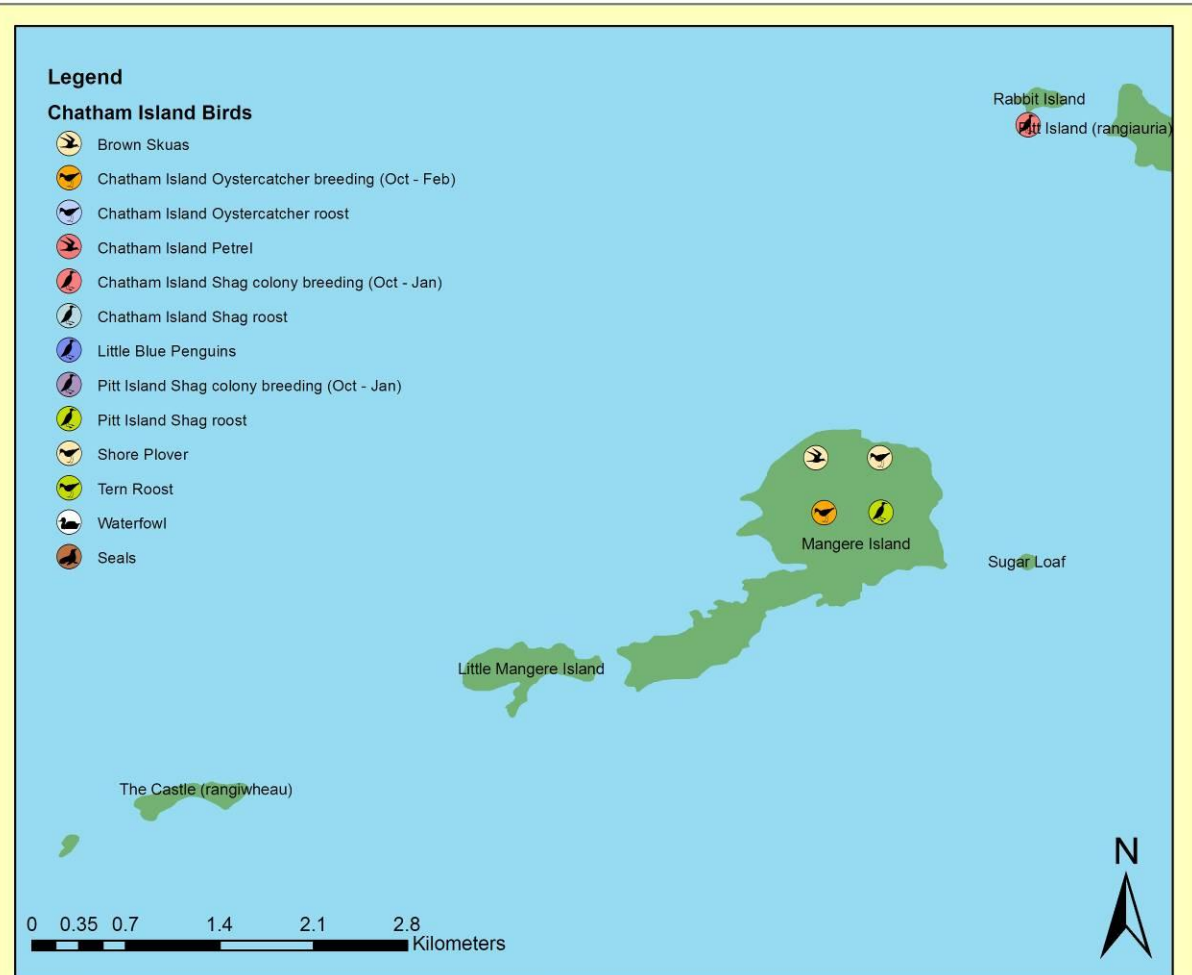 Legend
Chatham Island Birds
Brown Skuas
Chatham Island Oystercatcher breeding (Oct - Feb)
Chatham Island Oystercatcher roost
Chatham Island Petrel
Chatham Island Shag colony breeding (Oct - Jan)
Chatham Island Shag roost
Little Blue Penguins
Pitt Island Shag colony breeding (Oct - Jan)
Pitt Island Shag roost
Shore Plover
Tern Roost
Waterfowl
Seals
Rabbit Island
Pitt Island (rangiauria)
Mangere Island
Sugar Loaf
Little Mangere Island
The Castle (rangiwheau)
N
0 0.35 0.7 1.4 2.1 2.8
Kilometers